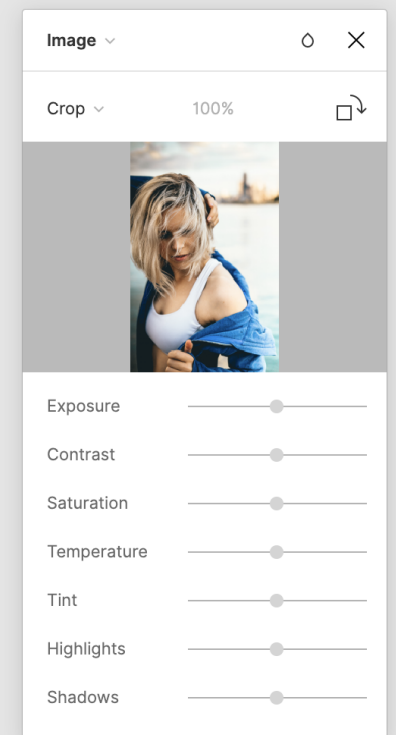 Image
Crop 100%
Exposure
Contrast
Saturation
Temperature
Tint
Highlights
Shadows